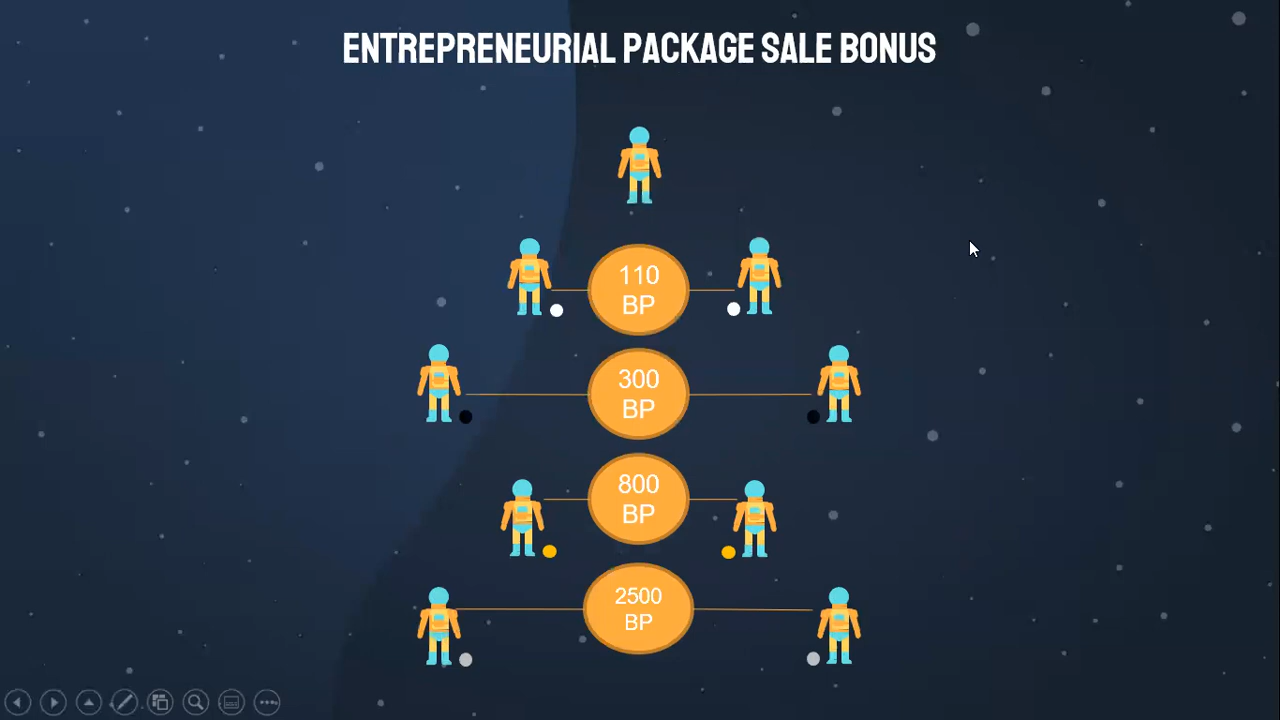 ENTREPRENEURIAL PACKAGE SALE BONUS
110
BP
300
BP
800
BP
2500
BP